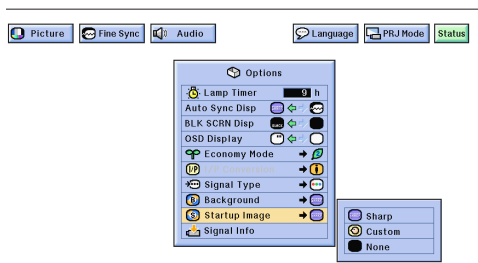 Picture
Fine Sync
Audio
Language
PRJ Mode
Status
Options
Lamp Timer 9 h
Auto Sync Disp
BLK SCRN Disp
OSD Display
Economy Mode
I/P
Signal Type
Background
Startup Image
Signal Info
Sharp
Custom
None